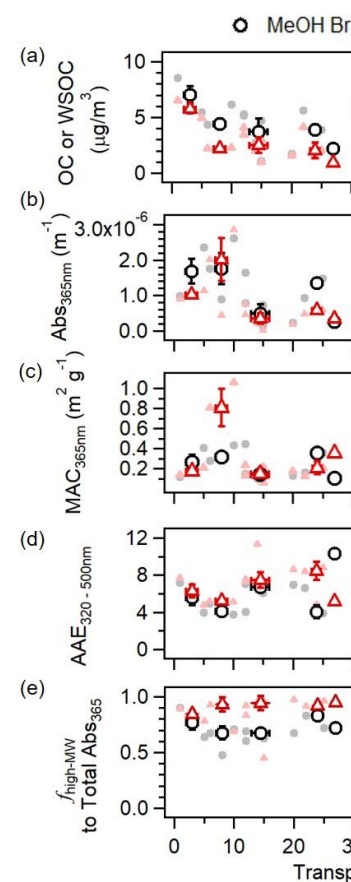 MeOH Br
(a)
OC or WSOC
(μg/m³)
10
5
0
(b)
Abs365nm (m⁻¹)
3.0x10⁻⁶
2.0
1.0
0.0
(c)
MAC365nm (m² g⁻¹)
1.0
0.8
0.6
0.4
0.2
(d)
AAE320 - 500nm
12
8
4
0
(e)
fhigh-MW
to Total Abs365
1.0
0.5
0.0
0 10 20 3
Transp